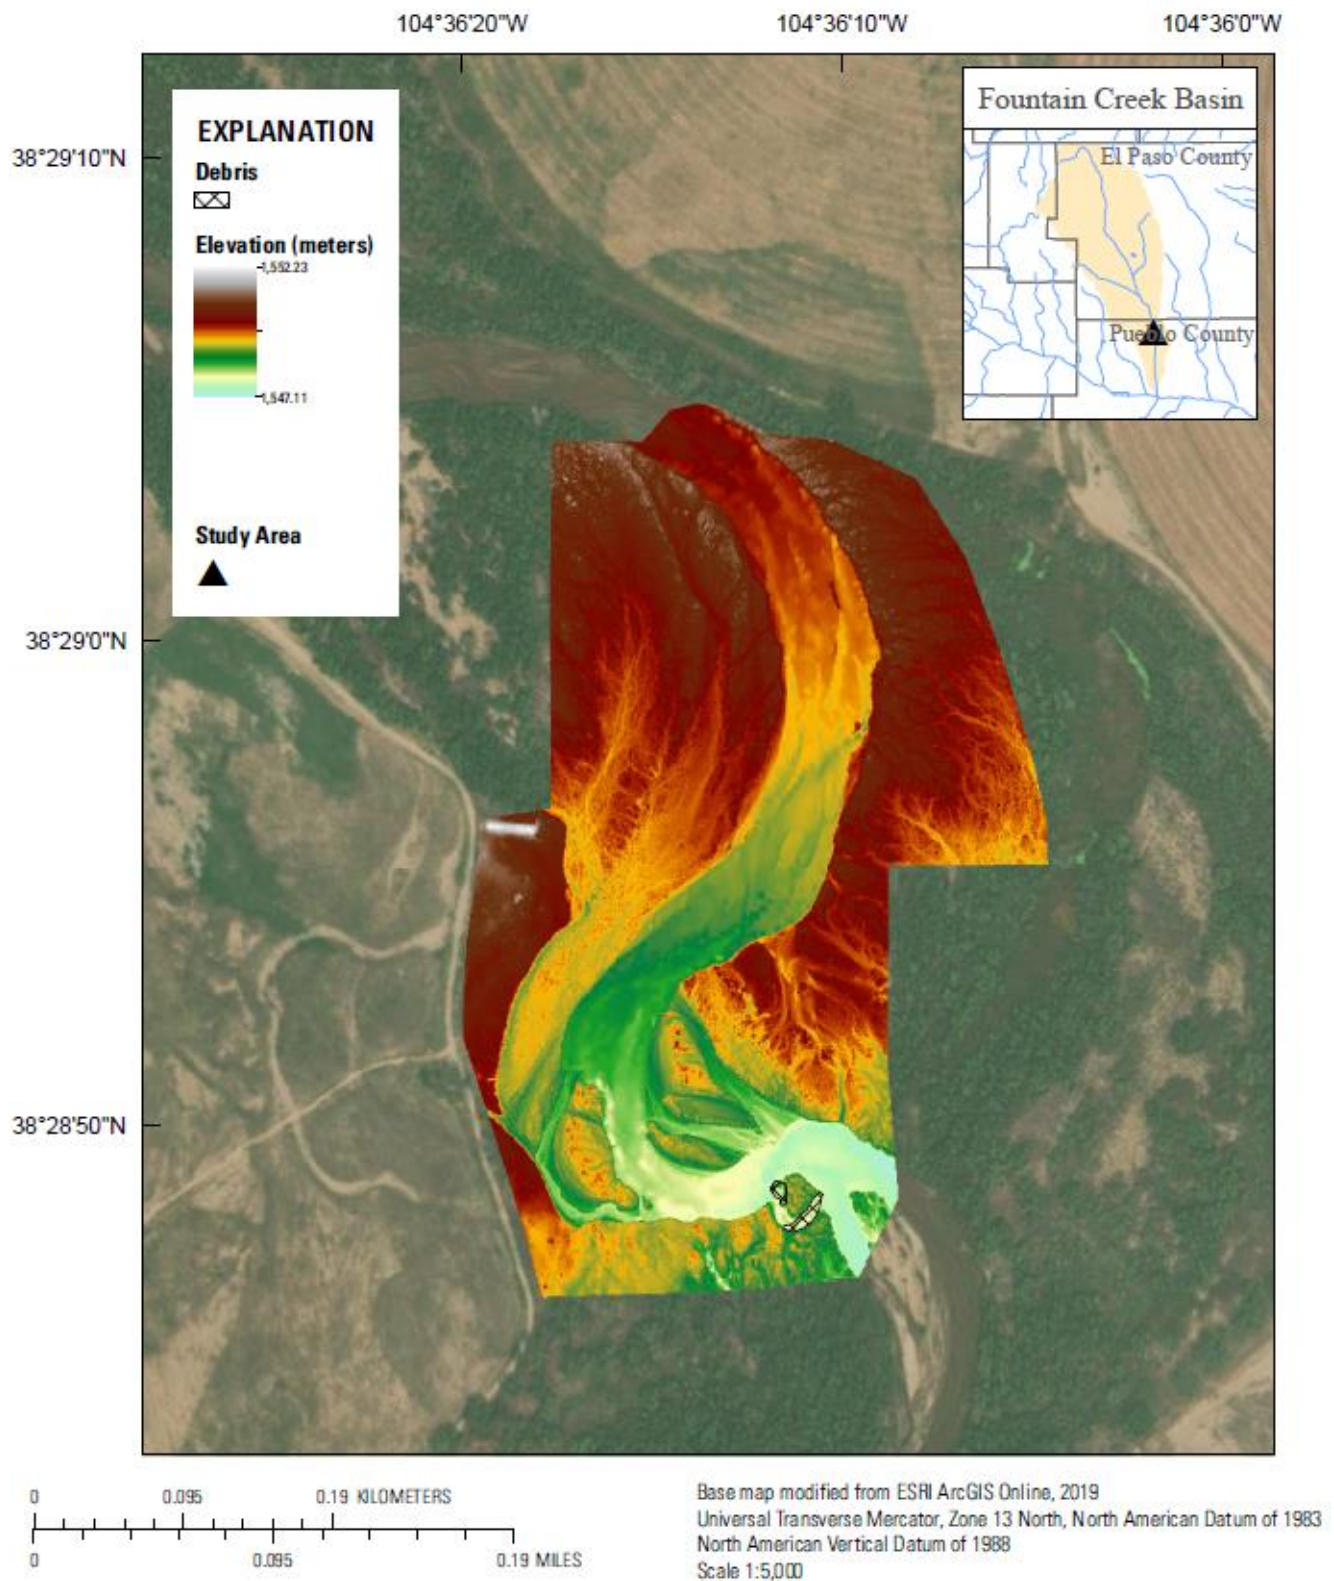 104°36'20"W
104°36'10"W
104°36'0"W
38°29'10"N
38°29'0"N
38°28'50"N
EXPLANATION
Debris
Elevation (meters)
1,552.23
1,547.11
Study Area
Fountain Creek Basin
El Paso County
Pueblo County
0 0.095 0.19 KILOMETERS
0 0.095 0.19 MILES
Base map modified from ESRI ArcGIS Online, 2019
Universal Transverse Mercator, Zone 13 North, North American Datum of 1983
North American Vertical Datum of 1988
Scale 1:5,000